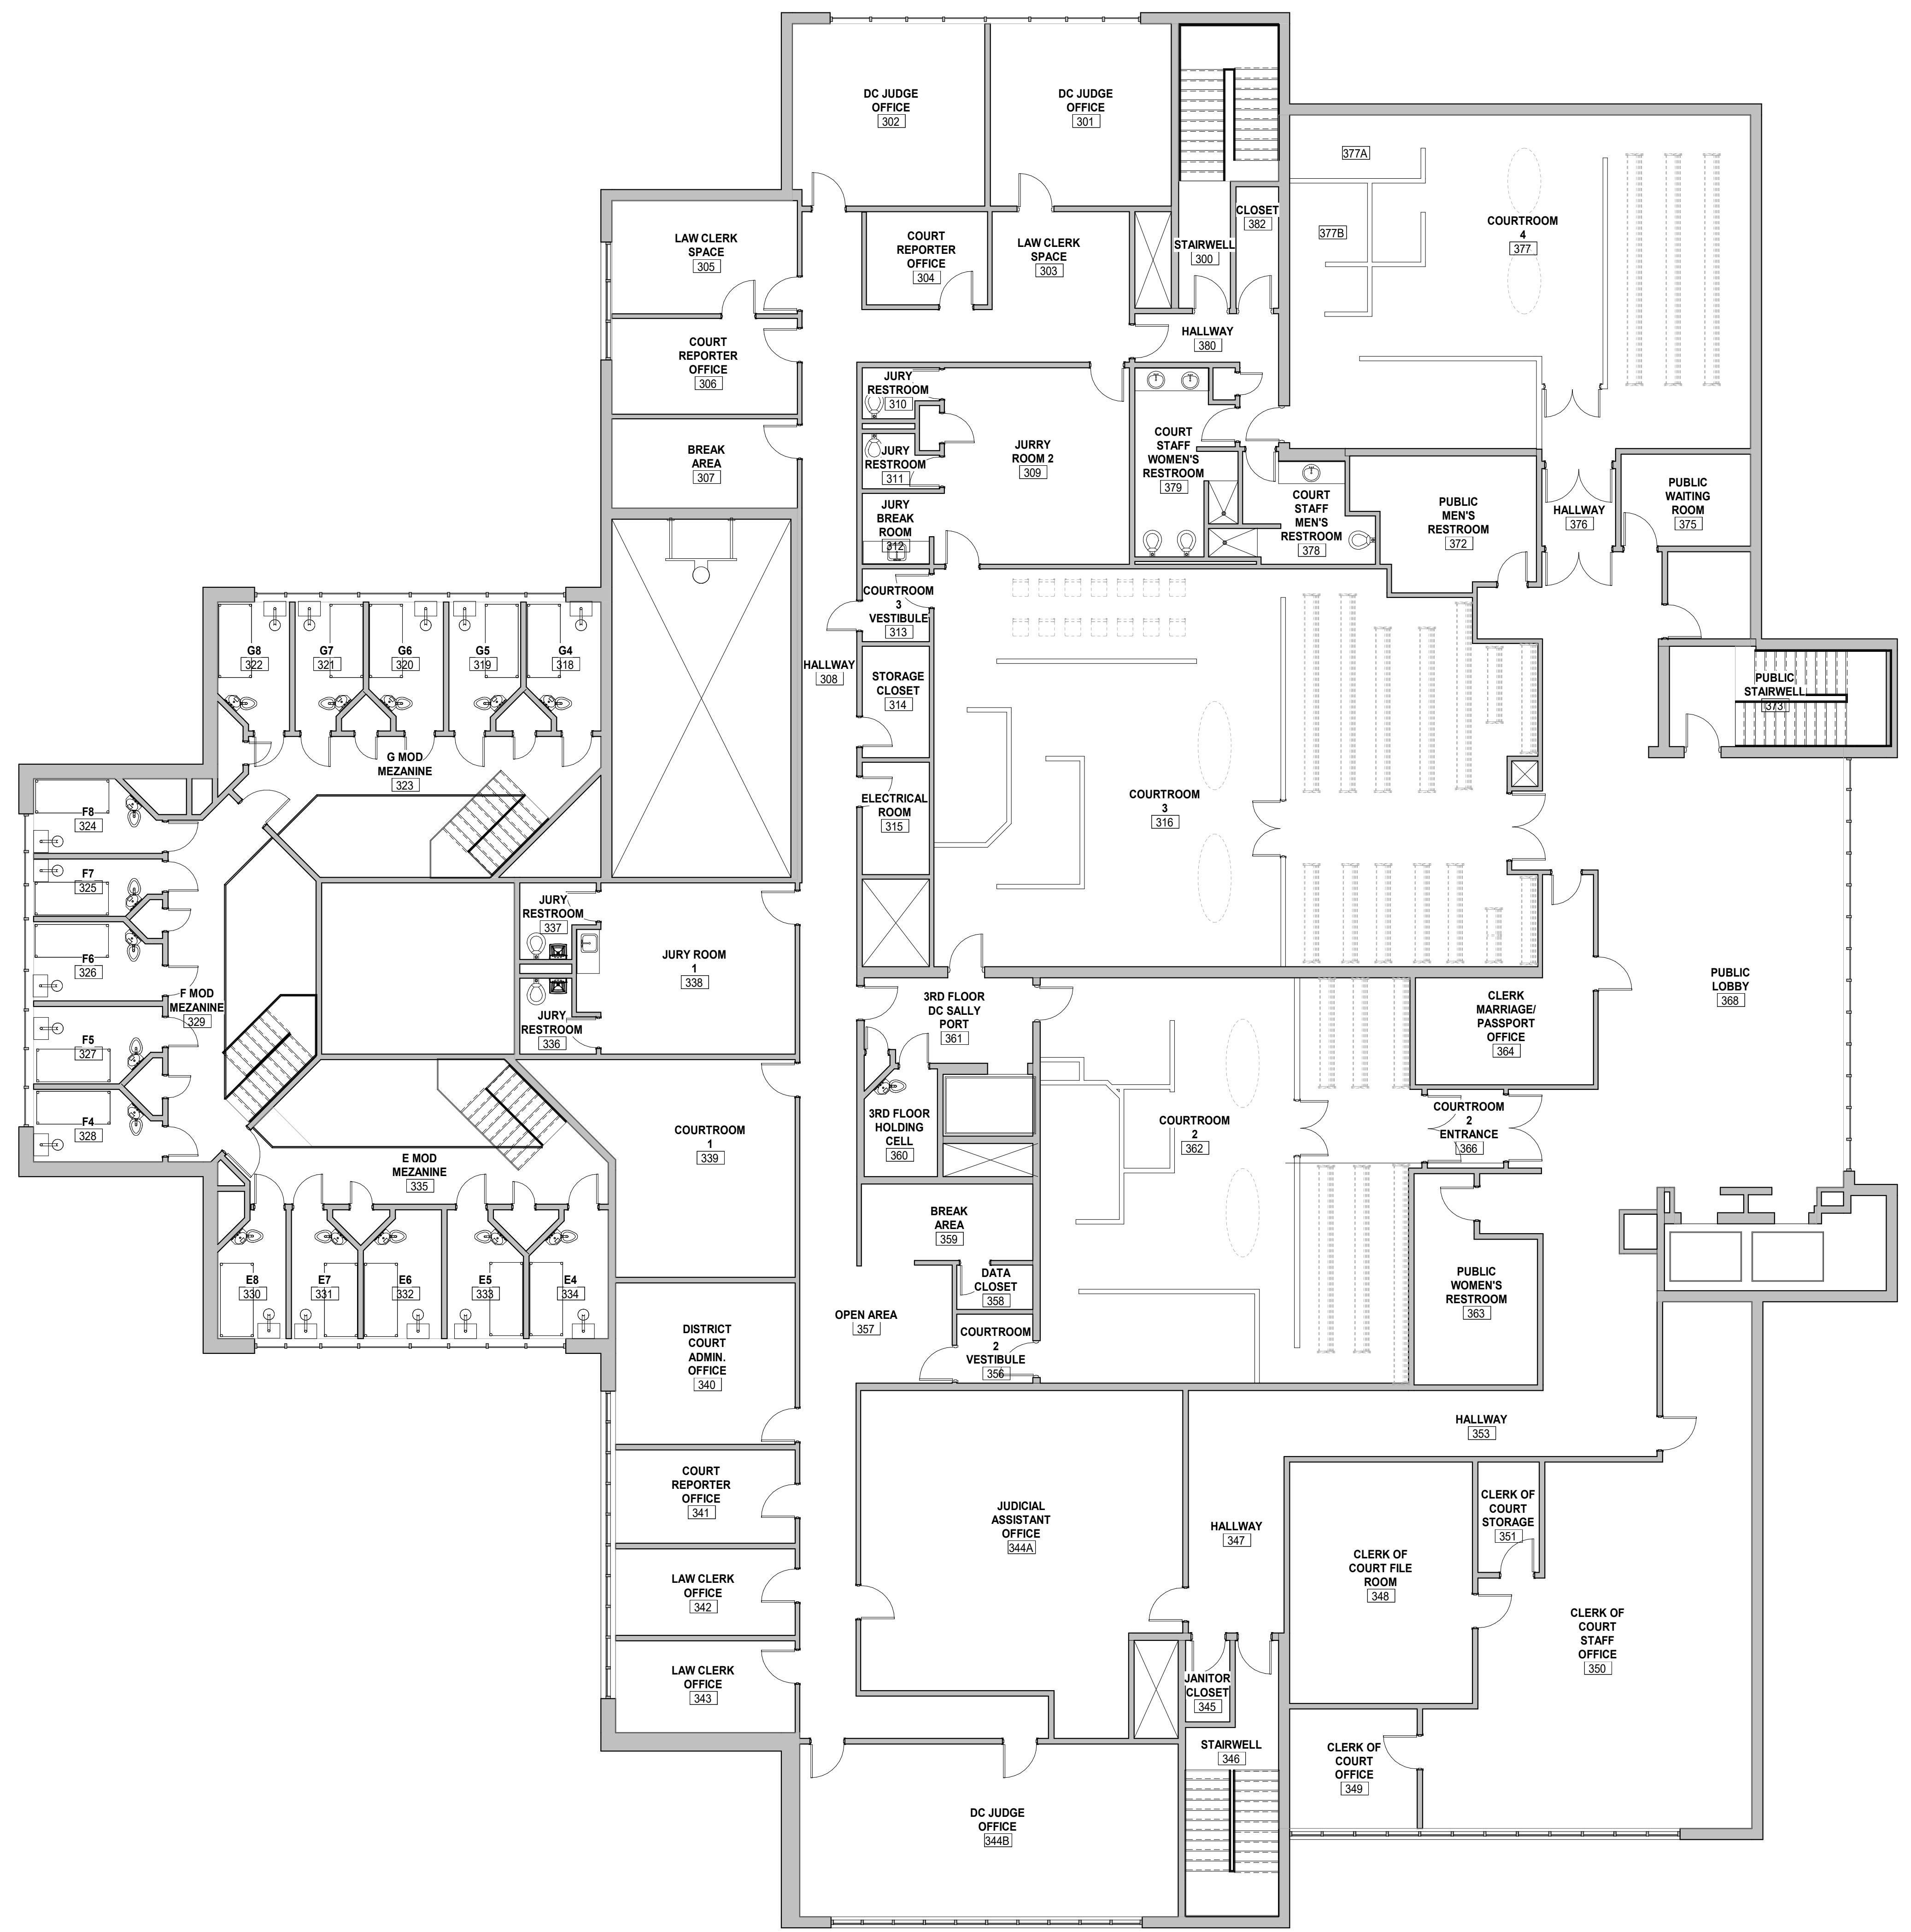 DC JUDGE
OFFICE
302
DC JUDGE
OFFICE
301
377A
CLOSET
382
COURTROOM
4
377
377B
LAW CLERK
SPACE
305
COURT
REPORTER
OFFICE
304
LAW CLERK
SPACE
303
STAIRWELL
300
HALLWAY
380
COURT
REPORTER
OFFICE
306
JURY
RESTROOM
310
BREAK
AREA
307
JURY
RESTROOM
311
JURRY
ROOM 2
309
COURT
STAFF
WOMEN'S
RESTROOM
379
JURY
BREAK
ROOM
312
COURT
STAFF
MEN'S
RESTROOM
378
PUBLIC
MEN'S
RESTROOM
372
HALLWAY
376
PUBLIC
WAITING
ROOM
375
COURTROOM
3
VESTIBULE
313
HALLWAY
308
STORAGE
CLOSET
314
PUBLIC
STAIRWELL
373
G8
322
G7
321
G6
320
G5
319
G4
318
G MOD
MEZANINE
323
ELECTRICAL
ROOM
315
COURTROOM
3
316
F8
324
F7
325
F6
326
F MOD
MEZANINE
329
F5
327
F4
328
JURY
RESTROOM
337
JURY ROOM
1
338
JURY
RESTROOM
336
3RD FLOOR
DC SALLY
PORT
361
CLERK
MARRIAGE/
PASSPORT
OFFICE
364
PUBLIC
LOBBY
368
3RD FLOOR
HOLDING
CELL
360
COURTROOM
1
339
COURTROOM
2
362
COURTROOM
2
ENTRANCE
366
E MOD
MEZANINE
335
E8
330
E7
331
E6
332
E5
333
E4
334
BREAK
AREA
359
DATA
CLOSET
358
PUBLIC
WOMEN'S
RESTROOM
363
OPEN AREA
357
COURTROOM
2
VESTIBULE
356
DISTRICT
COURT
ADMIN.
OFFICE
340
HALLWAY
353
COURT
REPORTER
OFFICE
341
JUDICIAL
ASSISTANT
OFFICE
344A
HALLWAY
347
CLERK OF
COURT
STORAGE
351
LAW CLERK
OFFICE
342
CLERK OF
COURT FILE
ROOM
348
CLERK OF
COURT
STAFF
OFFICE
350
LAW CLERK
OFFICE
343
JANITOR
CLOSET
345
STAIRWELL
346
CLERK OF
COURT
OFFICE
349
DC JUDGE
OFFICE
344B